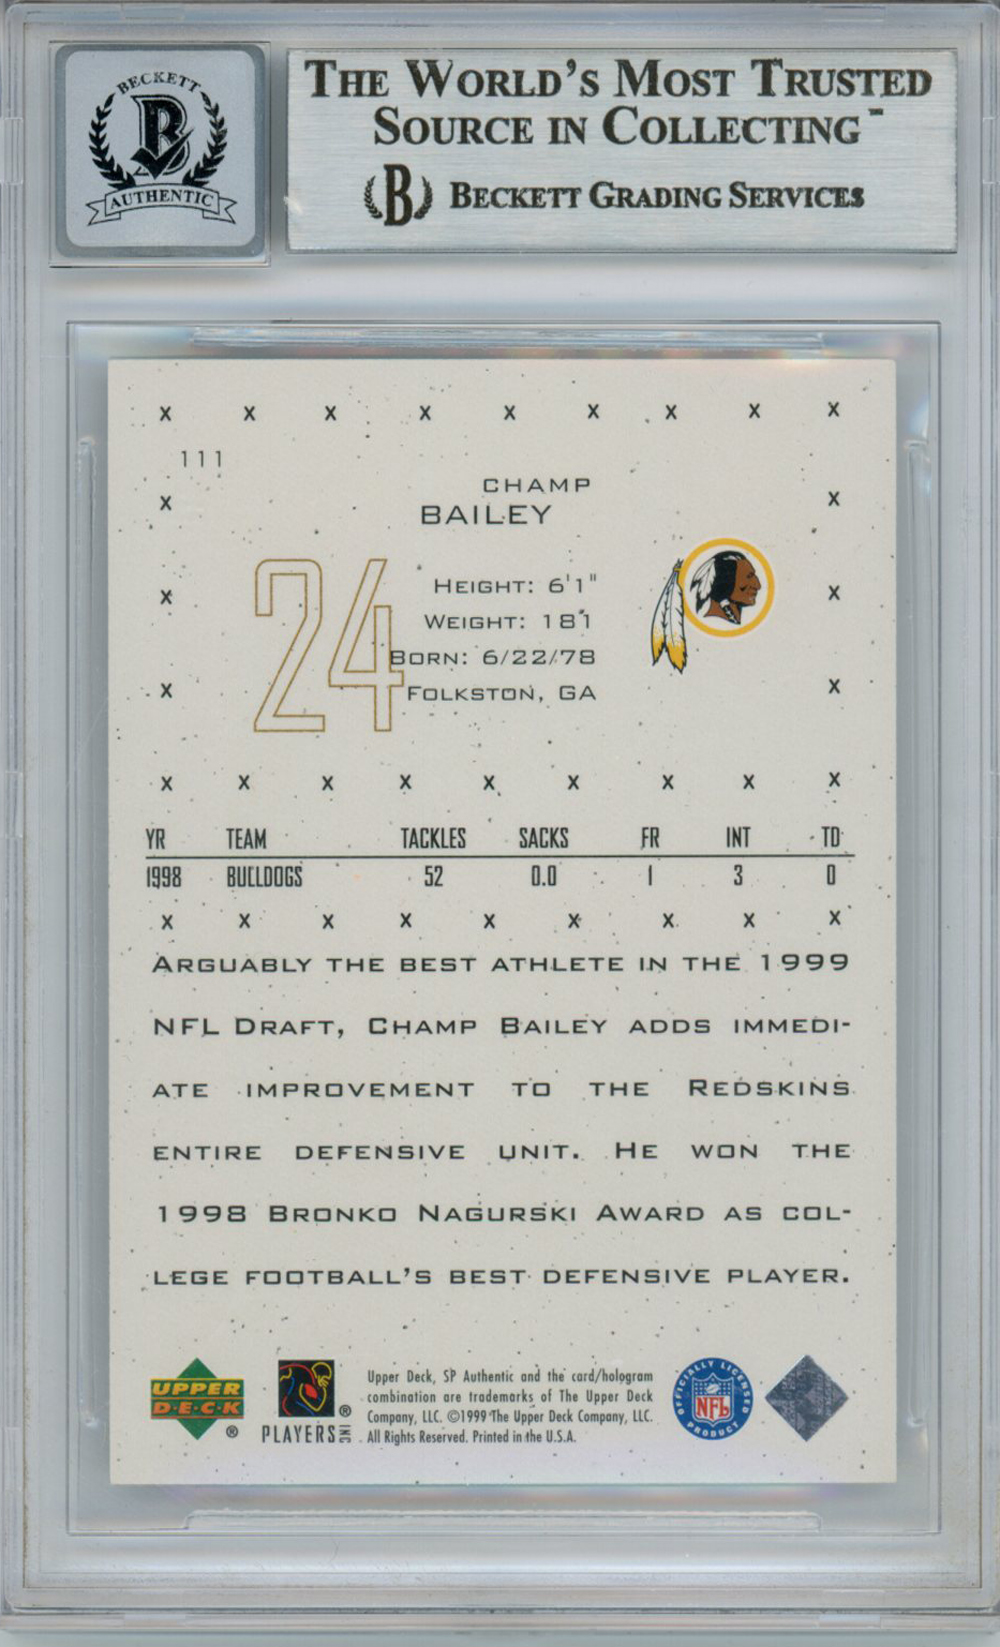 BECKETT
B
AUTHENTIC
THE WORLD'S MOST TRUSTED
SOURCE IN COLLECTING™
B BECKETT GRADING SERVICES
x x x x x x x x x
111
CHAMP
x x
BAILEY
24
HEIGHT: 6'1"
x x
WEIGHT: 181
BORN: 6/22/78
x FOLKSTON, GA x
x x x x x x x x x
YR TEAM TACKLES SACKS FR INT TD
1998 BULLDOGS 52 0.0 1 3 0
x x x x x x x x x
ARGUABLY THE BEST ATHLETE IN THE 1999
NFL DRAFT, CHAMP BAILEY ADDS IMMEDI-
ATE IMPROVEMENT TO THE REDSKINS
ENTIRE DEFENSIVE UNIT. HE WON THE
1998 BRONKO NAGURSKI AWARD AS COL-
LEGE FOOTBALL'S BEST DEFENSIVE PLAYER.
UPPER
D·E·C·K
®
PLAYERS INC ®
Upper Deck, SP Authentic and the card/hologram
combination are trademarks of The Upper Deck
Company, LLC. ©1999 The Upper Deck Company, LLC.
All Rights Reserved. Printed in the U.S.A.
OFFICIALLY LICENSED
NFL
PRODUCT